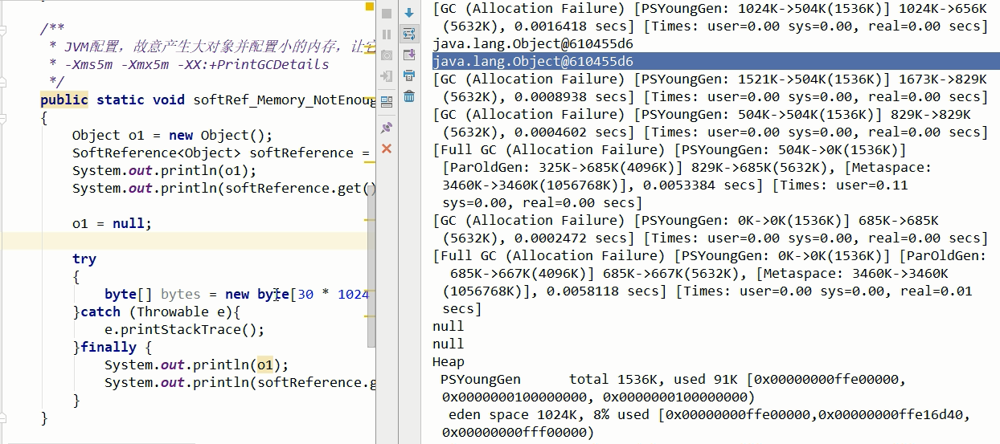 /**
* JVM配置，故意产生大对象并配置小的内存，让它
* -Xms5m -Xmx5m -XX:+PrintGCDetails
*/
public static void softRef_Memory_NotEnoug
{
Object o1 = new Object();
SoftReference<Object> softReference =
System.out.println(o1);
System.out.println(softReference.get()
o1 = null;
try
{
byte[] bytes = new byte[30 * 1024
}catch (Throwable e){
e.printStackTrace();
}finally {
System.out.println(o1);
System.out.println(softReference.g
}
}
[GC (Allocation Failure) [PSYoungGen: 1024K->504K(1536K)] 1024K->656K
(5632K), 0.0016418 secs] [Times: user=0.00 sys=0.00, real=0.00 secs]
java.lang.Object@610455d6
java.lang.Object@610455d6
[GC (Allocation Failure) [PSYoungGen: 1521K->504K(1536K)] 1673K->829K
(5632K), 0.0008938 secs] [Times: user=0.00 sys=0.00, real=0.00 secs]
[GC (Allocation Failure) [PSYoungGen: 504K->504K(1536K)] 829K->829K
(5632K), 0.0004602 secs] [Times: user=0.00 sys=0.00, real=0.00 secs]
[Full GC (Allocation Failure) [PSYoungGen: 504K->0K(1536K)]
[ParOldGen: 325K->685K(4096K)] 829K->685K(5632K), [Metaspace:
3460K->3460K(1056768K)], 0.0053384 secs] [Times: user=0.11
sys=0.00, real=0.00 secs]
[GC (Allocation Failure) [PSYoungGen: 0K->0K(1536K)] 685K->685K
(5632K), 0.0002472 secs] [Times: user=0.00 sys=0.00, real=0.00 secs]
[Full GC (Allocation Failure) [PSYoungGen: 0K->0K(1536K)] [ParOldGen:
685K->667K(4096K)] 685K->667K(5632K), [Metaspace: 3460K->3460K
(1056768K)], 0.0058118 secs] [Times: user=0.00 sys=0.00, real=0.01
secs]
null
null
Heap
PSYoungGen total 1536K, used 91K [0x00000000ffe00000,
0x0000000100000000, 0x0000000100000000)
eden space 1024K, 8% used [0x00000000ffe00000,0x00000000ffe16d40,
0x00000000fff00000)